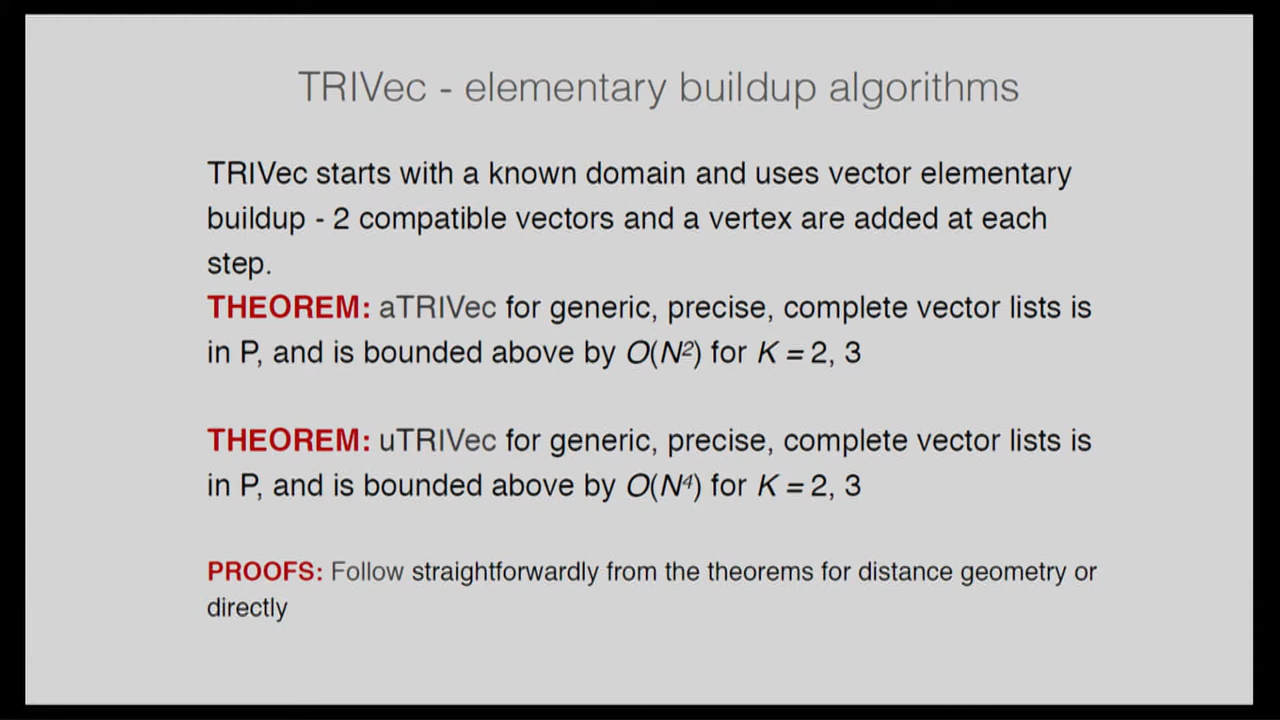 TRIVec - elementary buildup algorithms
TRIVec starts with a known domain and uses vector elementary
buildup - 2 compatible vectors and a vertex are added at each
step.
THEOREM: aTRIVec for generic, precise, complete vector lists is
in P, and is bounded above by O(N²) for K = 2, 3
THEOREM: uTRIVec for generic, precise, complete vector lists is
in P, and is bounded above by O(N⁴) for K = 2, 3
PROOFS: Follow straightforwardly from the theorems for distance geometry or
directly